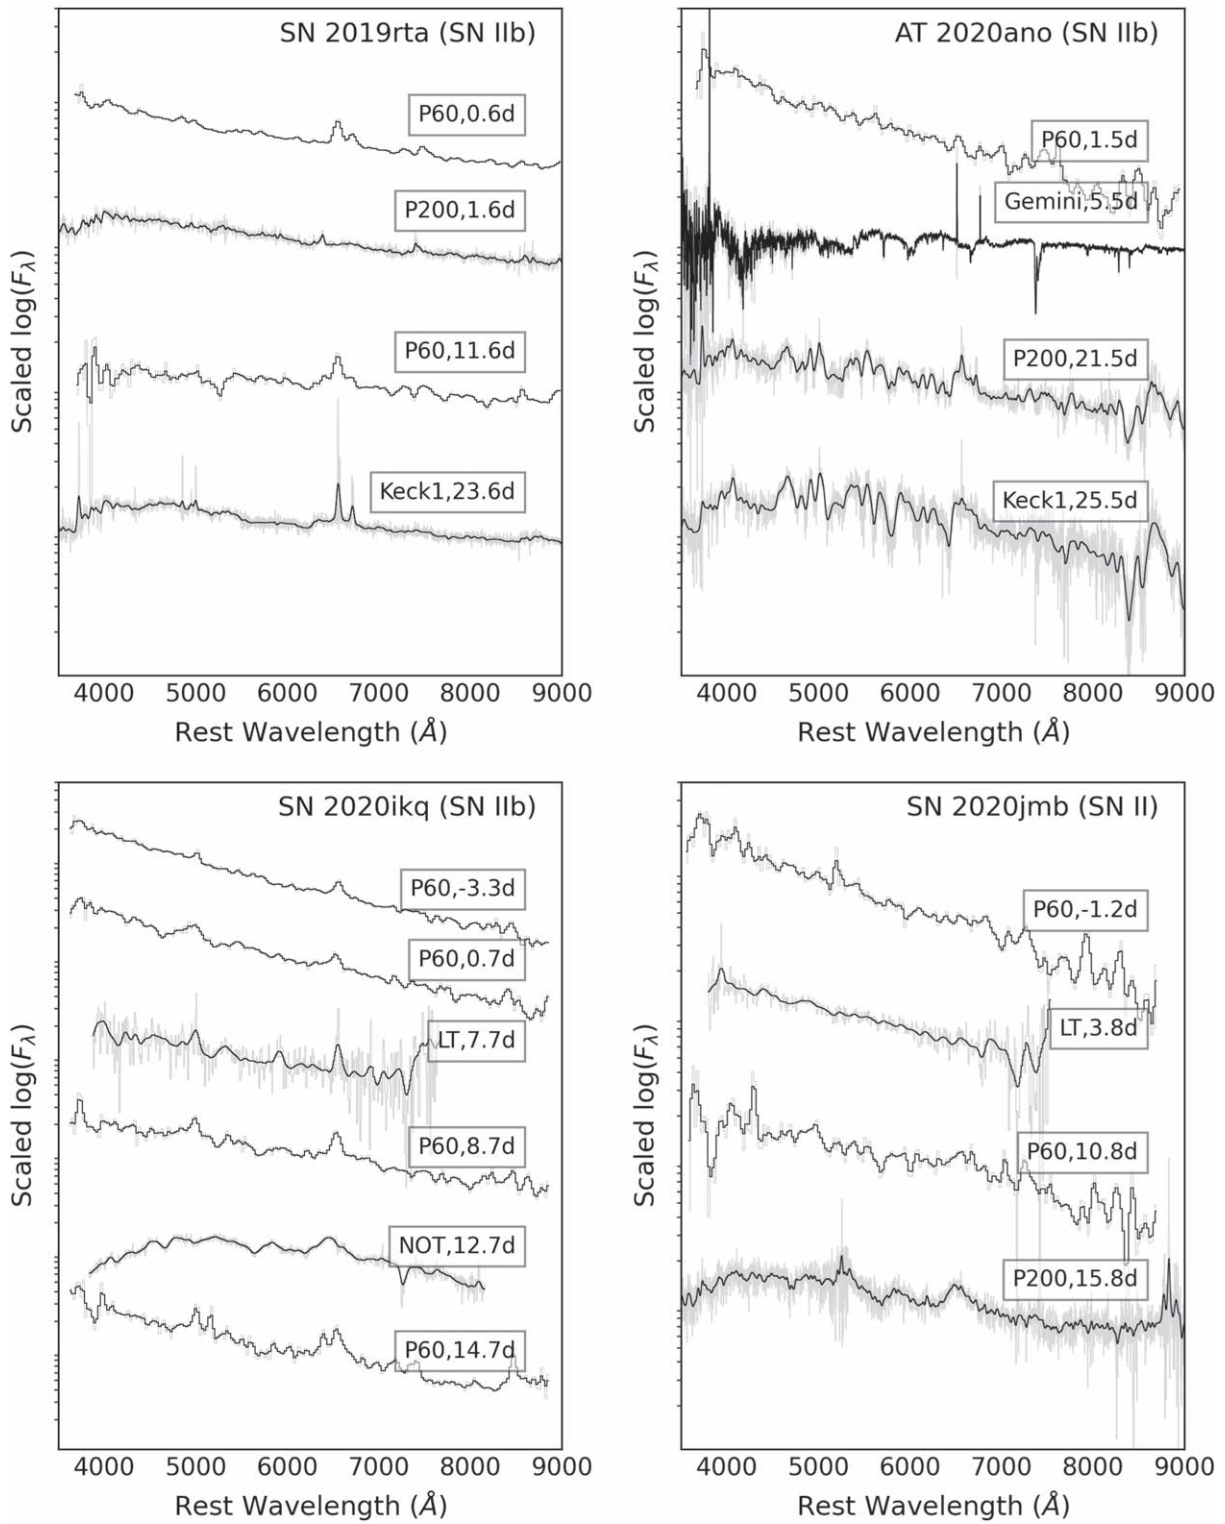 SN 2019rta (SN IIb)
P60,0.6d
P200,1.6d
P60,11.6d
Keck1,23.6d
Scaled log(Fλ)
4000 5000 6000 7000 8000 9000
Rest Wavelength (Å)
AT 2020ano (SN IIb)
P60,1.5d
Gemini,5.5d
P200,21.5d
Keck1,25.5d
Scaled log(Fλ)
4000 5000 6000 7000 8000 9000
Rest Wavelength (Å)
SN 2020ikq (SN IIb)
P60,-3.3d
P60,0.7d
LT,7.7d
P60,8.7d
NOT,12.7d
P60,14.7d
Scaled log(Fλ)
4000 5000 6000 7000 8000 9000
Rest Wavelength (Å)
SN 2020jmb (SN II)
P60,-1.2d
LT,3.8d
P60,10.8d
P200,15.8d
Scaled log(Fλ)
4000 5000 6000 7000 8000 9000
Rest Wavelength (Å)